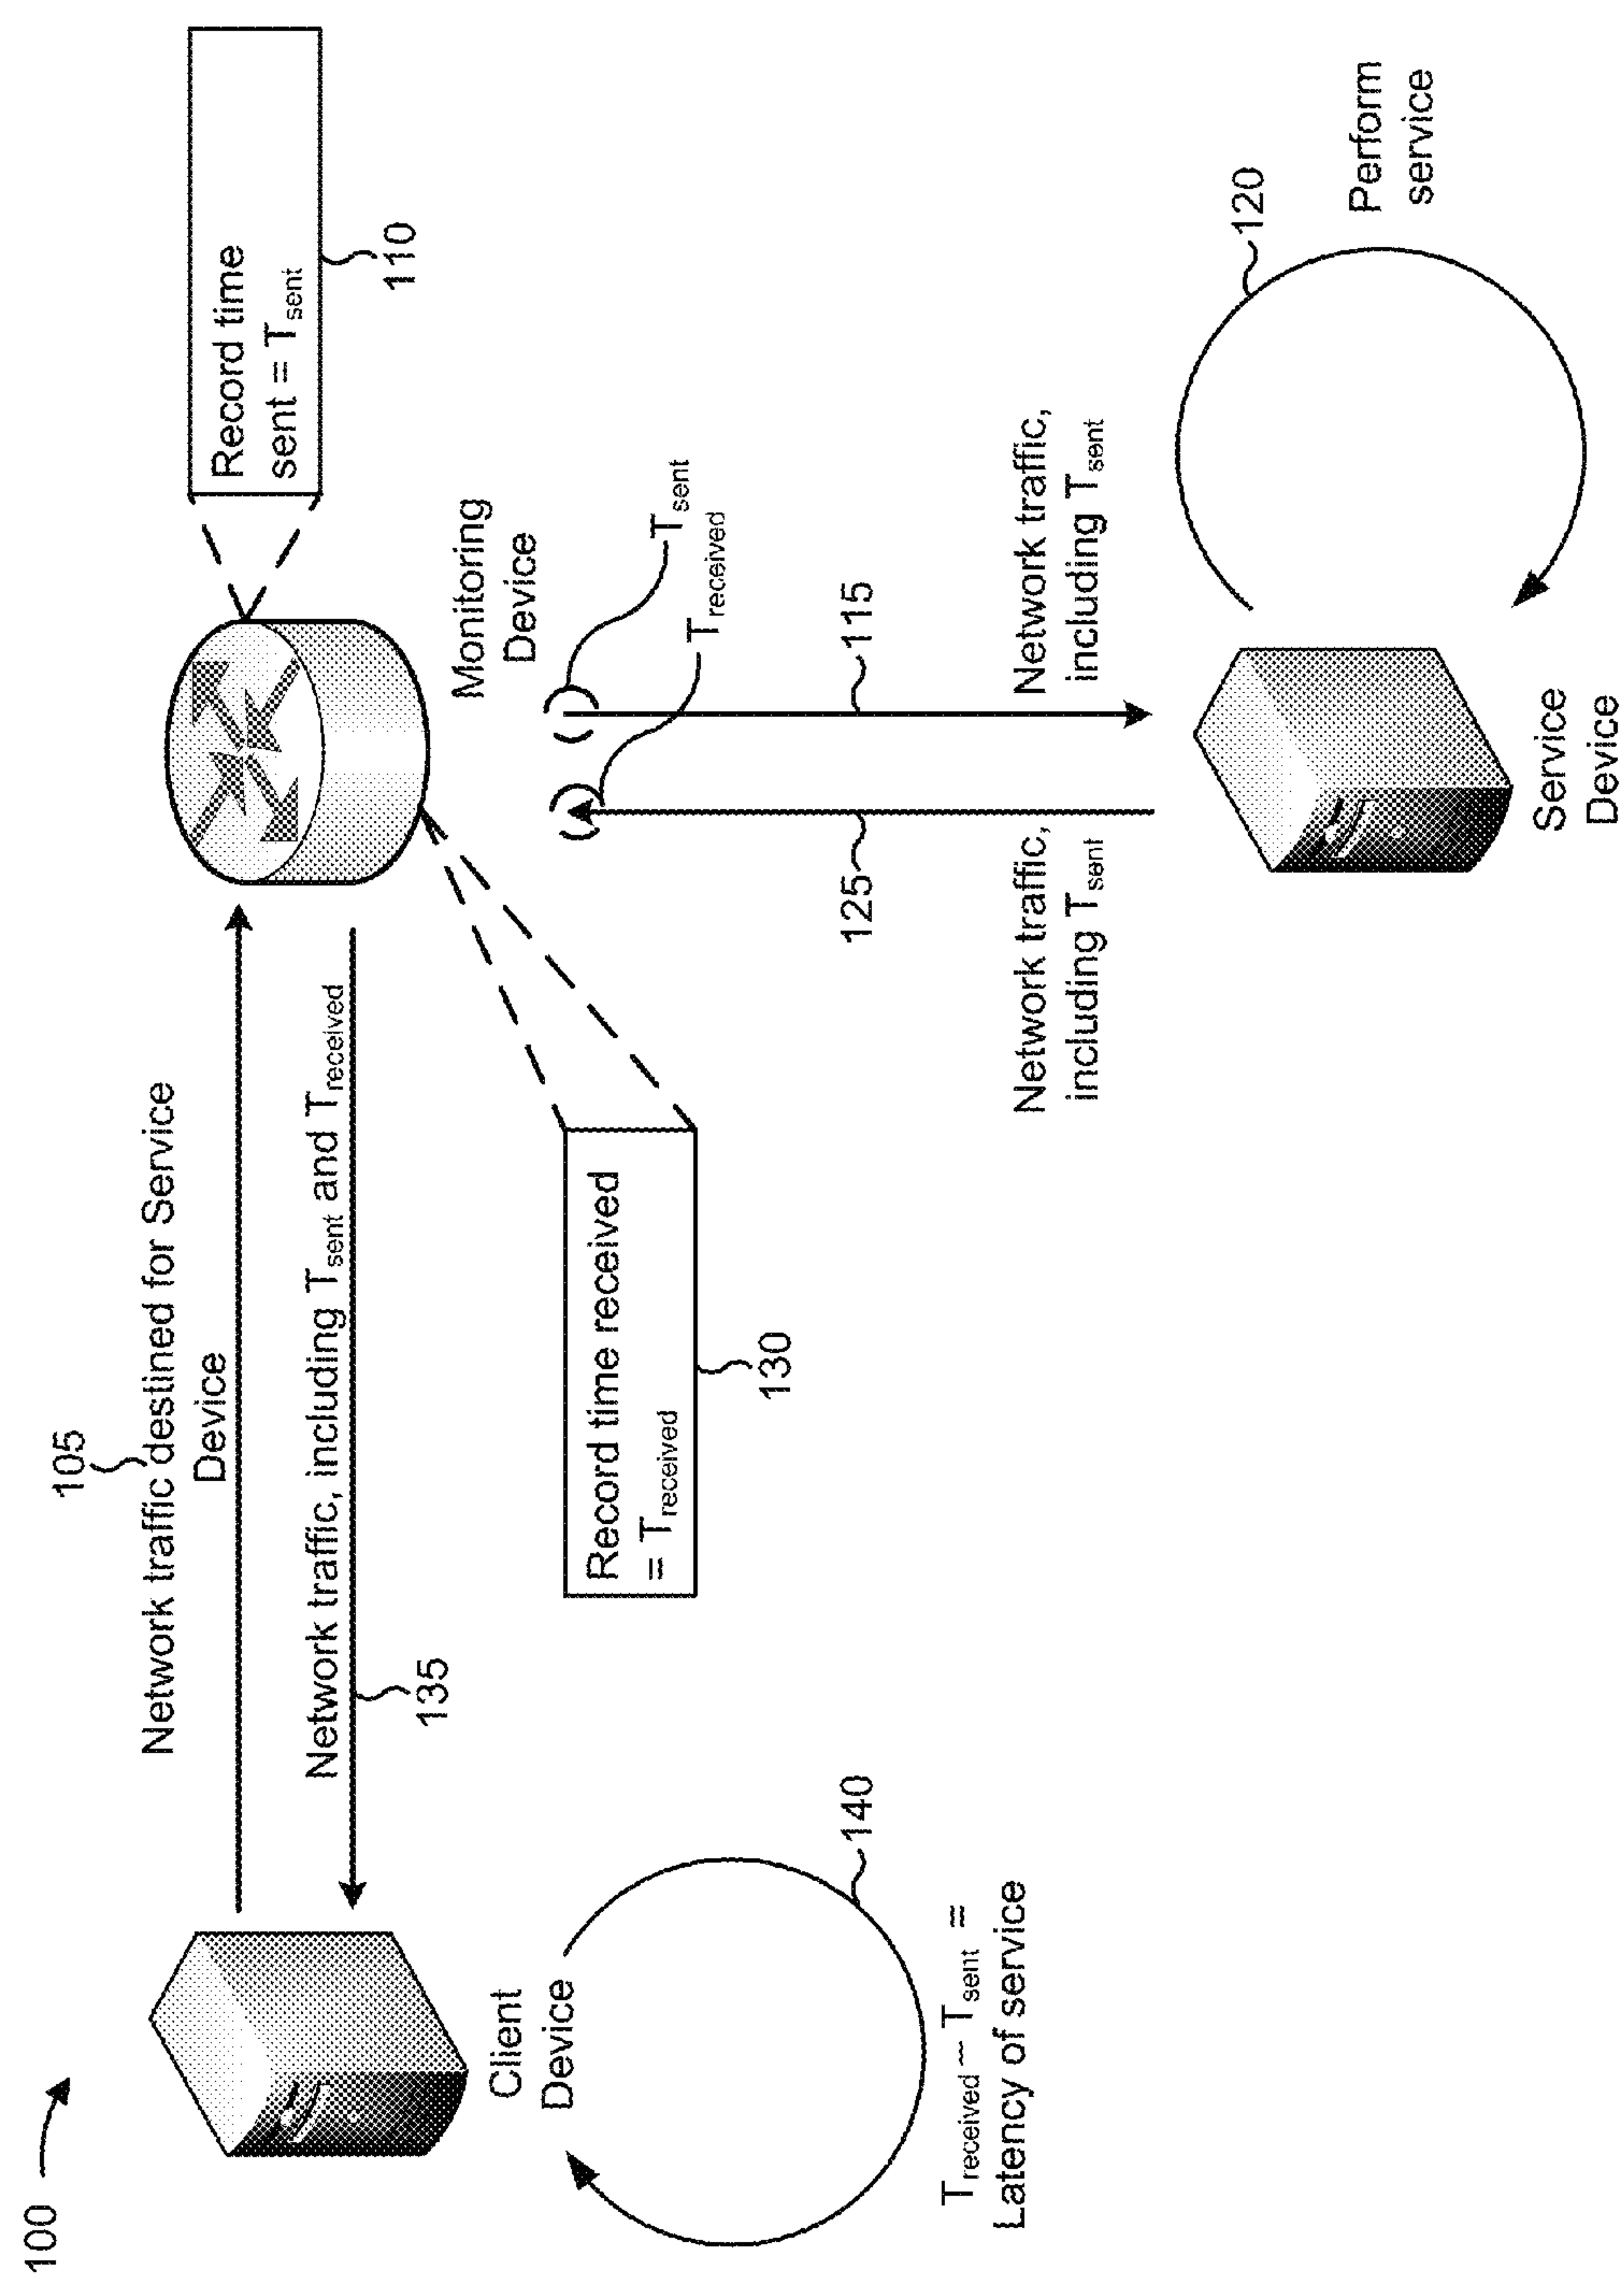 100
105
Network traffic destined for Service
Device
Network traffic, including Tsent and Treceived
135
Record time
sent = Tsent
110
Monitoring
Device
Client
Device
Record time received
= Treceived
130
Tsent
Treceived
140
Treceived – Tsent =
Latency of service
125
115
Network traffic,
including Tsent
Network traffic,
including Tsent
120
Perform
service
Service
Device